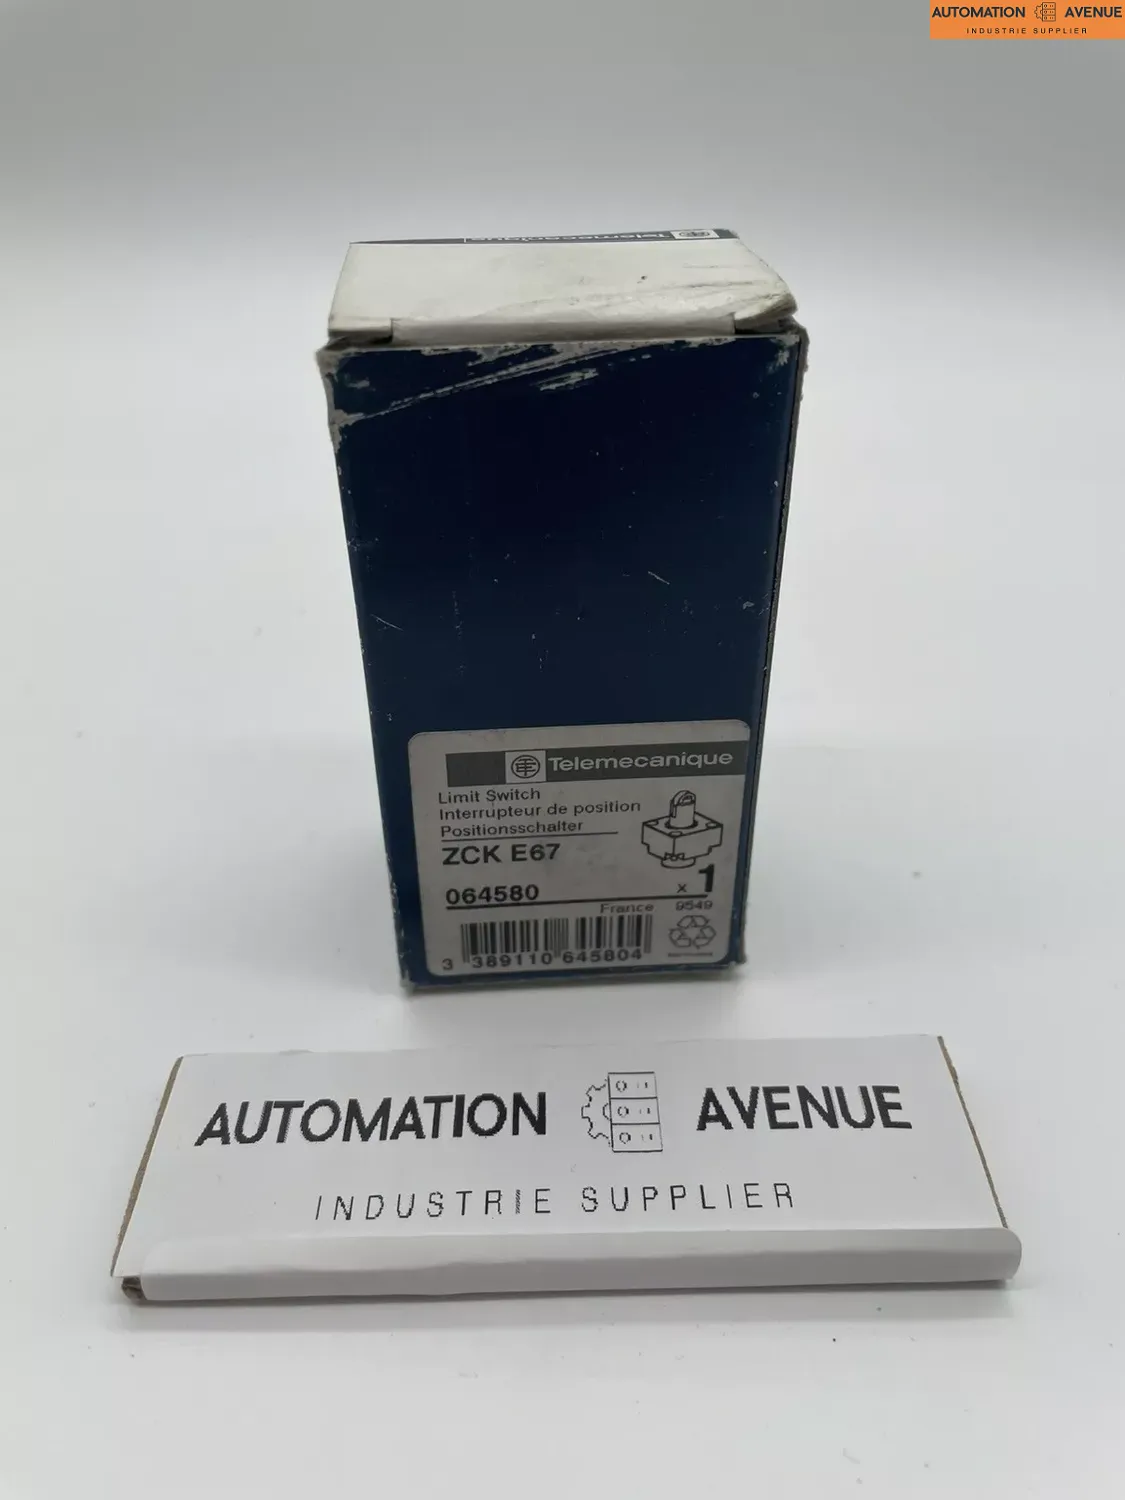 AUTOMATION AVENUE
INDUSTRIE SUPPLIER
Telemecanique
Telemecanique
Limit Switch
Interrupteur de position
Positionsschalter
ZCK E67
064580
x 1
France 9549
3 389110 645804
AUTOMATION AVENUE
INDUSTRIE SUPPLIER